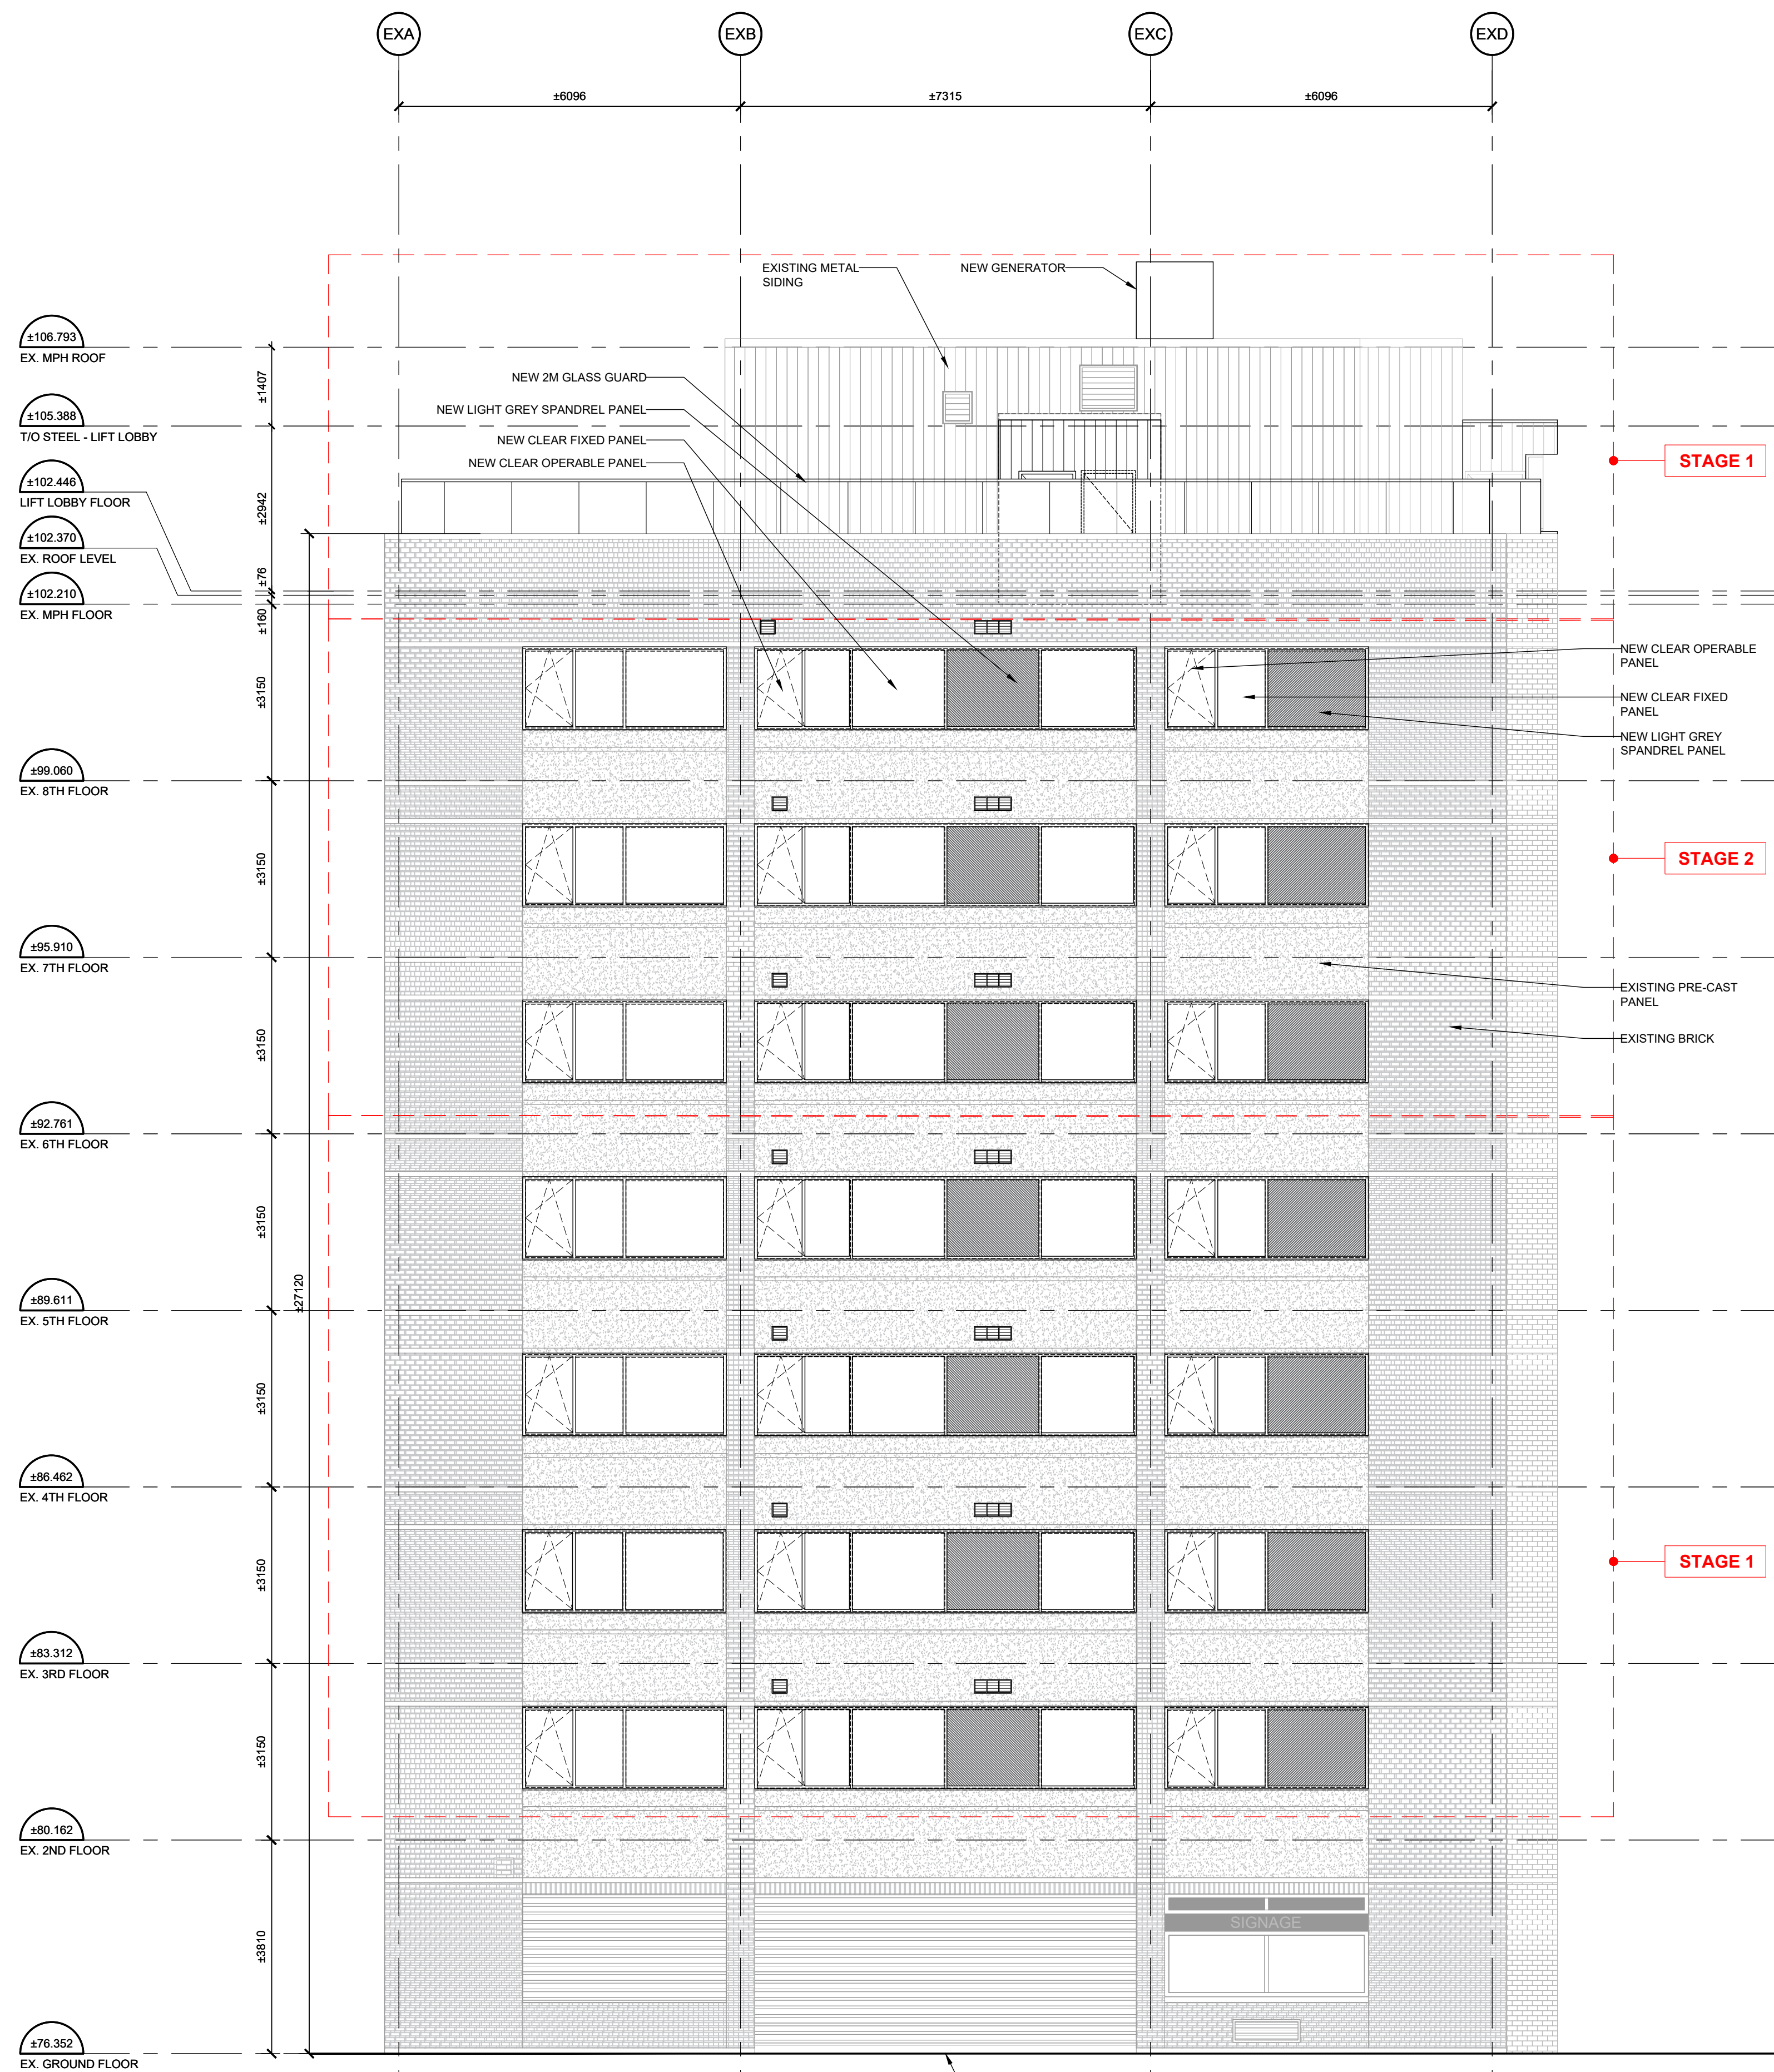 EXA
EXB
EXC
EXD
±6096
±7315
±6096
EXISTING METAL
SIDING
NEW GENERATOR
±106.793
EX. MPH ROOF
±1407
NEW 2M GLASS GUARD
NEW LIGHT GREY SPANDREL PANEL
NEW CLEAR FIXED PANEL
NEW CLEAR OPERABLE PANEL
±105.388
T/O STEEL - LIFT LOBBY
STAGE 1
±102.446
LIFT LOBBY FLOOR
±2942
±102.370
EX. ROOF LEVEL
±76
±102.210
EX. MPH FLOOR
±160
NEW CLEAR OPERABLE
PANEL
±3150
NEW CLEAR FIXED
PANEL
NEW LIGHT GREY
SPANDREL PANEL
±99.060
EX. 8TH FLOOR
±3150
STAGE 2
±95.910
EX. 7TH FLOOR
EXISTING PRE-CAST
PANEL
±3150
EXISTING BRICK
±92.761
EX. 6TH FLOOR
±3150
±27120
±89.611
EX. 5TH FLOOR
±3150
±86.462
EX. 4TH FLOOR
±3150
STAGE 1
±83.312
EX. 3RD FLOOR
±3150
±80.162
EX. 2ND FLOOR
SIGNAGE
±3810
±76.352
EX. GROUND FLOOR